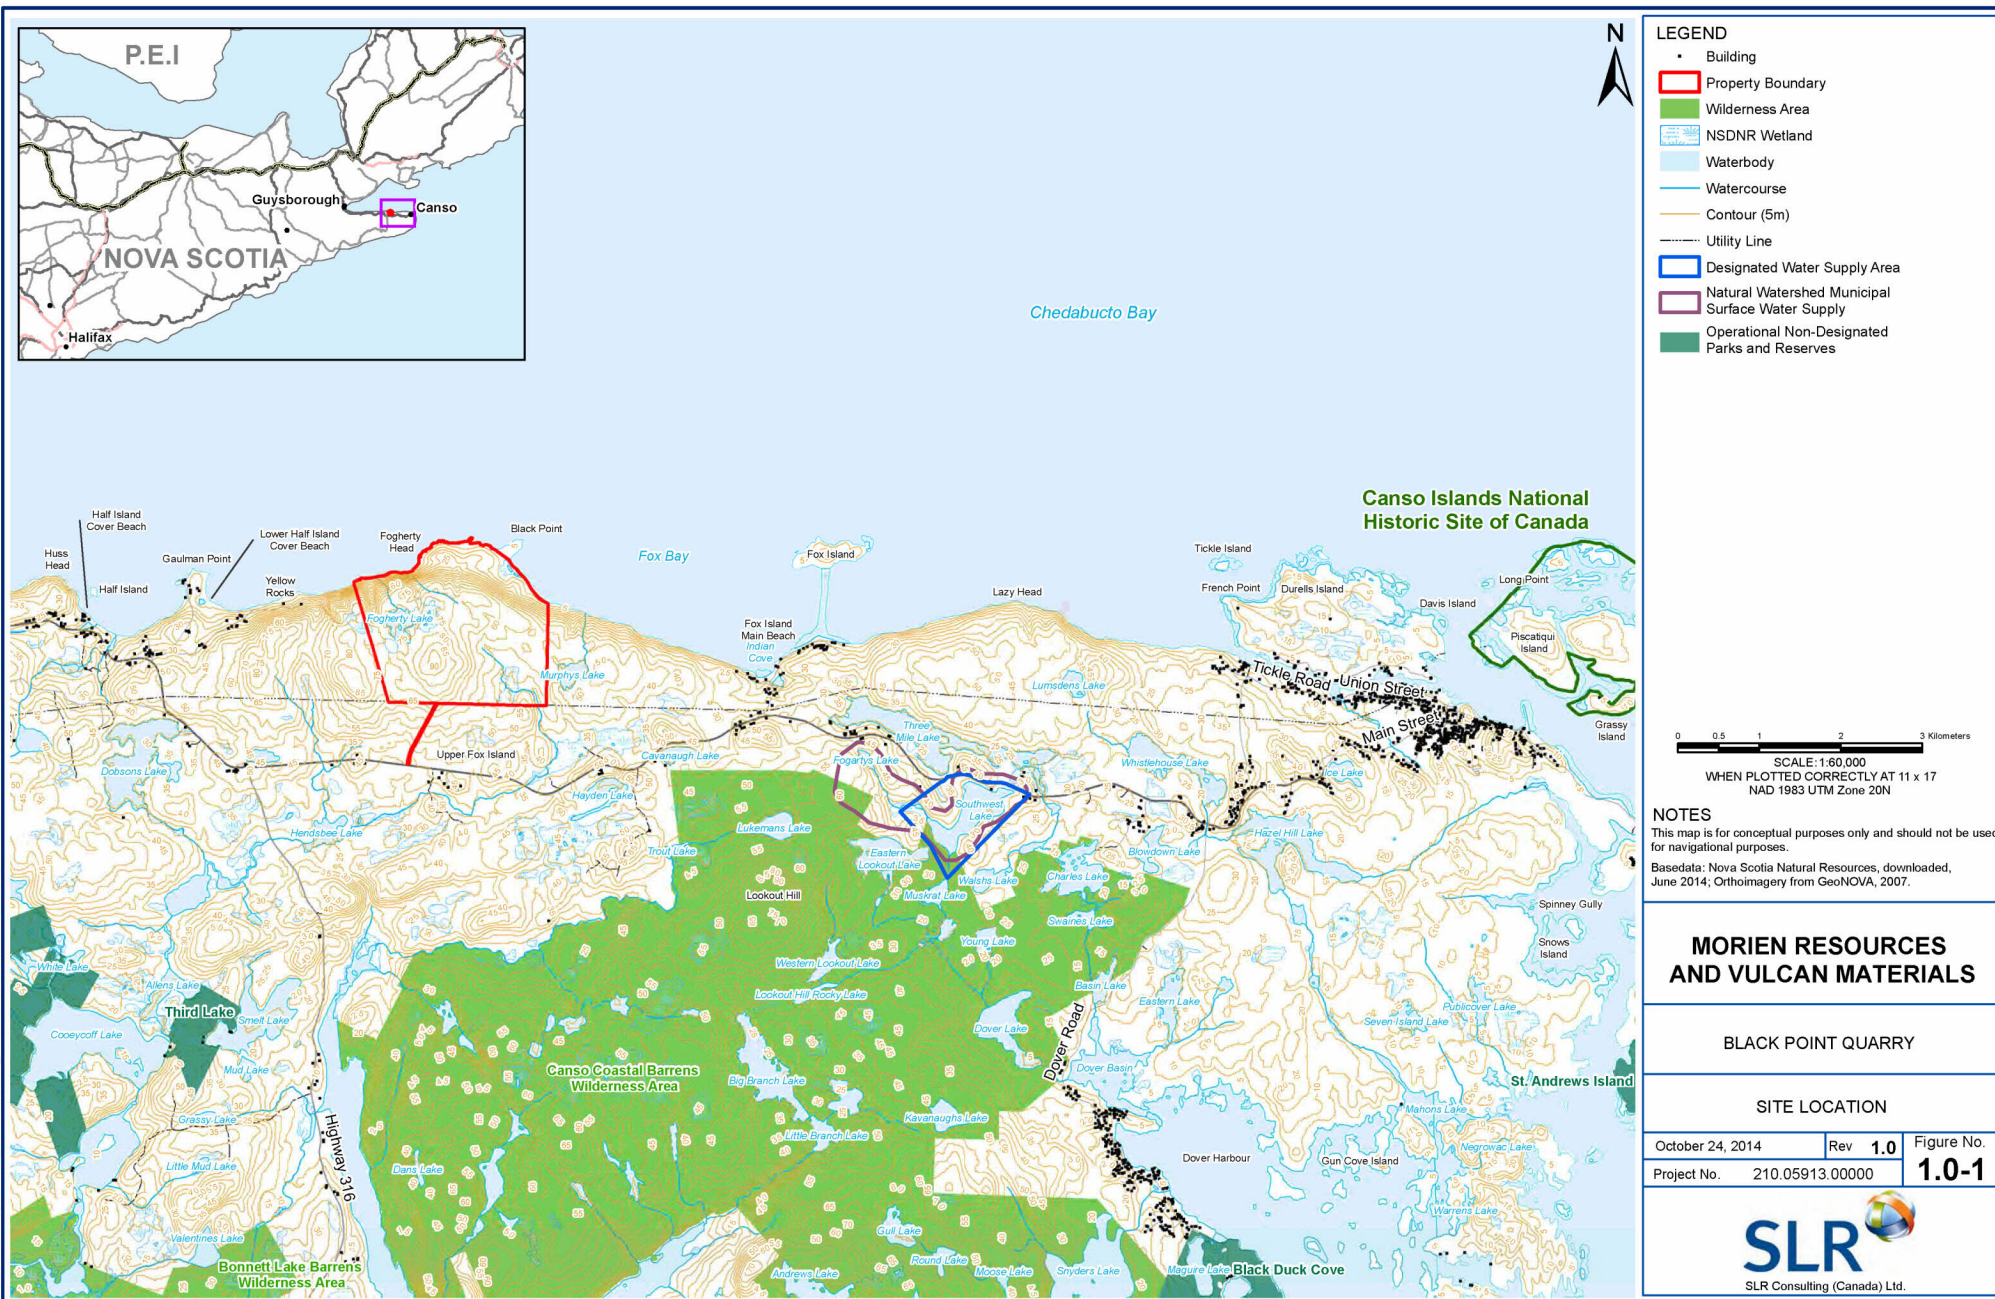 P.E.I
Guysborough
Canso
NOVA SCOTIA
Halifax
N
Chedabucto Bay
Canso Islands National
Historic Site of Canada
Half Island
Cover Beach
Lower Half Island
Cover Beach
Fogherty
Head
Black Point
Huss
Head
Gaulman Point
Half Island
Yellow
Rocks
Fox Bay
Fox Island
Tickle Island
French Point
Durells Island
Davis Island
Long Point
Piscatiqui
Island
Grassy
Island
Lazy Head
Fogherty Lake
Fox Island
Main Beach
Indian
Cove
Murphys Lake
Lumsdens Lake
Tickle Road
Union Street
Main Street
Three
Mile Lake
Upper Fox Island
Cavanaugh Lake
Fogartys Lake
Whistlehouse Lake
Ice Lake
Dobsons Lake
Hayden Lake
Hendsbee Lake
Lukemans Lake
Southwest
Lake
Hazel Hill Lake
Trout Lake
Eastern
Lookout Lake
Blowdown Lake
Walshs Lake
Charles Lake
Lookout Hill
Muskrat Lake
Swaines Lake
Spinney Gully
Young Lake
Snows
Island
White Lake
Western Lookout Lake
Allens Lake
Lookout Hill Rocky Lake
Basin Lake
Eastern Lake
Third Lake
Smelt Lake
Publicover Lake
Seven Island Lake
Cooeycoff Lake
Dover Lake
Dover Road
Mud Lake
Canso Coastal Barrens
Wilderness Area
Big Branch Lake
Dover Basin
St. Andrews Island
Grassy Lake
Kavanaughs Lake
Mahons Lake
Little Branch Lake
Negrowac Lake
Highway 316
Little Mud Lake
Dans Lake
Dover Harbour
Gun Cove Island
Warrens Lake
Valentines Lake
Gull Lake
Bonnett Lake Barrens
Wilderness Area
Andrews Lake
Round Lake
Moose Lake
Snyders Lake
Maguire Lake
Black Duck Cove
LEGEND
Building
Property Boundary
Wilderness Area
NSDNR Wetland
Waterbody
Watercourse
Contour (5m)
Utility Line
Designated Water Supply Area
Natural Watershed Municipal
Surface Water Supply
Operational Non-Designated
Parks and Reserves
0 0.5 1 2 3 Kilometers
SCALE: 1:60,000
WHEN PLOTTED CORRECTLY AT 11 x 17
NAD 1983 UTM Zone 20N
NOTES
This map is for conceptual purposes only and should not be used
for navigational purposes.
Basedata: Nova Scotia Natural Resources, downloaded,
June 2014; Orthoimagery from GeoNOVA, 2007.
MORIEN RESOURCES
AND VULCAN MATERIALS
BLACK POINT QUARRY
SITE LOCATION
October 24, 2014
Rev 1.0
Figure No.
1.0-1
Project No. 210.05913.00000
SLR
SLR Consulting (Canada) Ltd.